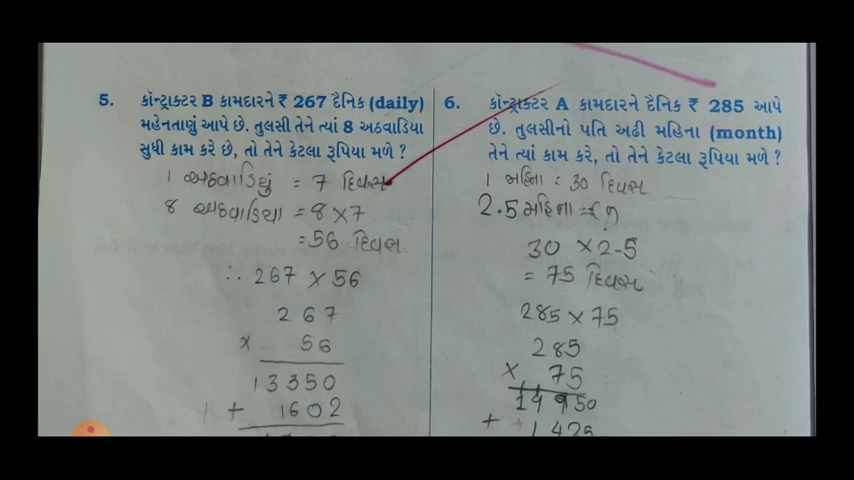 5. કૉન્ટ્રાક્ટર B કામદારને ₹ 267 દૈનિક (daily)
મહેનતાણું આપે છે. તુલસી તેને ત્યાં 8 અઠવાડિયા
સુધી કામ કરે છે, તો તેને કેટલા રૂપિયા મળે ?
1 અઠવાડિયું = 7 દિવસ
8 અઠવાડિયા = 8 × 7
= 56 દિવસ
∴ 267 × 56
267
× 56
13350
+ 1602
6. કૉન્ટ્રાક્ટર A કામદારને દૈનિક ₹ 285 આપે
છે. તુલસીનો પતિ અઢી મહિના (month)
તેને ત્યાં કામ કરે, તો તેને કેટલા રૂપિયા મળે ?
1 મહિના = 30 દિવસ
2.5 મહિના =
30 × 2.5
= 75 દિવસ
285 × 75
285
× 75
14950
+ 1425